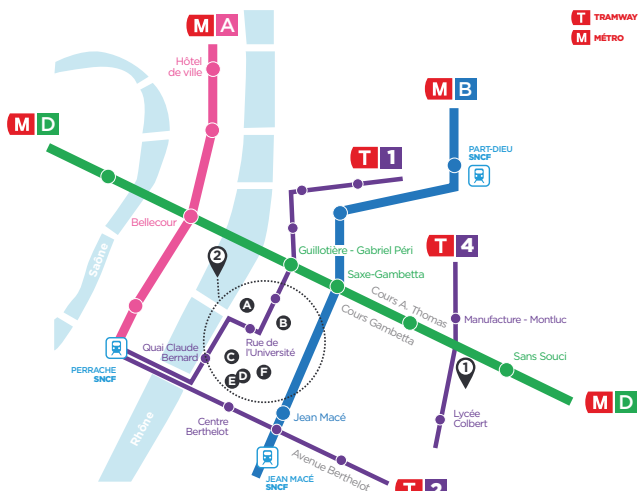 M A
T TRAMWAY
M MÉTRO
Hôtel
de ville
M B
M D
PART-DIEU
SNCF
T 1
Bellecour
Saône
2
Guillotière - Gabriel Péri
T 4
Saxe-Gambetta
Cours A. Thomas
Cours Gambetta
Manufacture - Montluc
A
B
Quai Claude
Bernard
Rue de
l'Université
C
D
E
F
Sans Souci
1
PERRACHE
SNCF
M D
Rhône
Centre
Berthelot
Jean Macé
Lycée
Colbert
Avenue Berthelot
JEAN MACÉ
SNCF
T 2